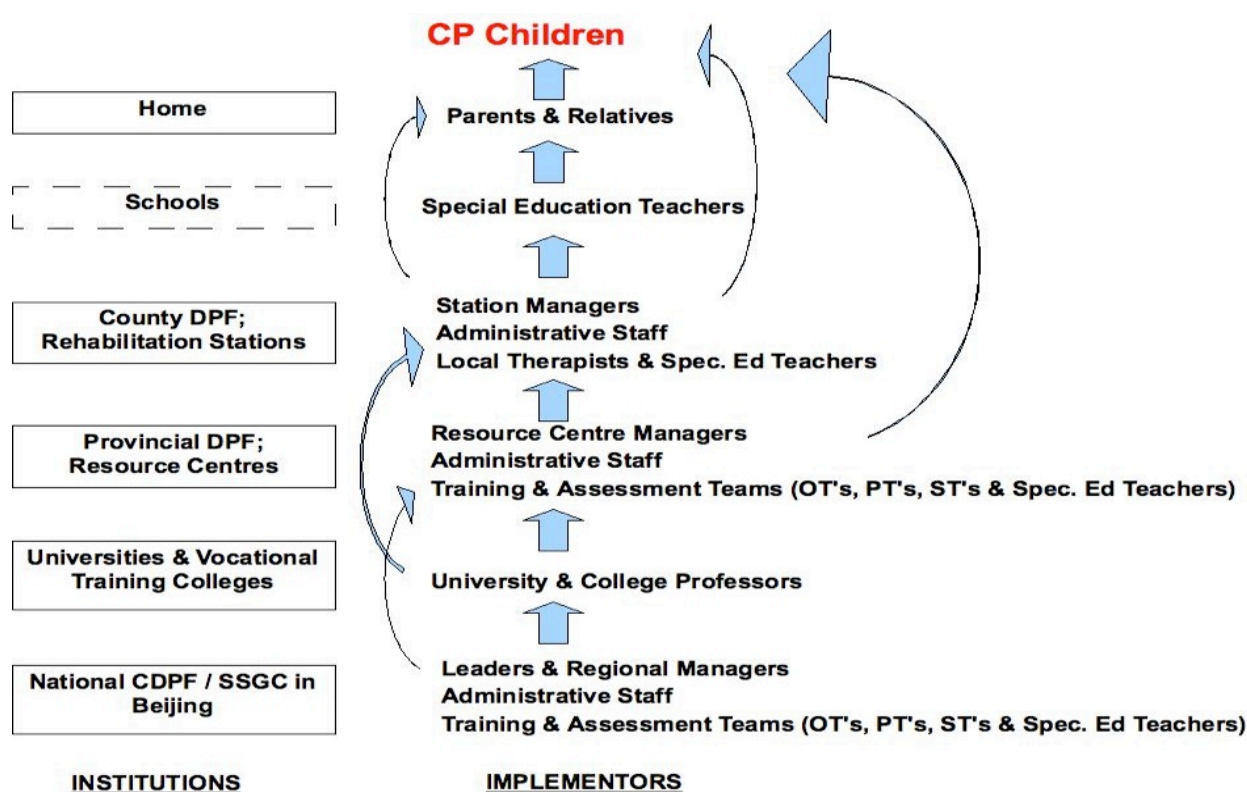 CP Children
Home
Parents & Relatives
Schools
Special Education Teachers
County DPF;
Rehabilitation Stations
Station Managers
Administrative Staff
Local Therapists & Spec. Ed Teachers
Provincial DPF;
Resource Centres
Resource Centre Managers
Administrative Staff
Training & Assessment Teams (OT's, PT's, ST's & Spec. Ed Teachers)
Universities & Vocational
Training Colleges
University & College Professors
National CDPF / SSGC in
Beijing
Leaders & Regional Managers
Administrative Staff
Training & Assessment Teams (OT's, PT's, ST's & Spec. Ed Teachers)
INSTITUTIONS
IMPLEMENTORS